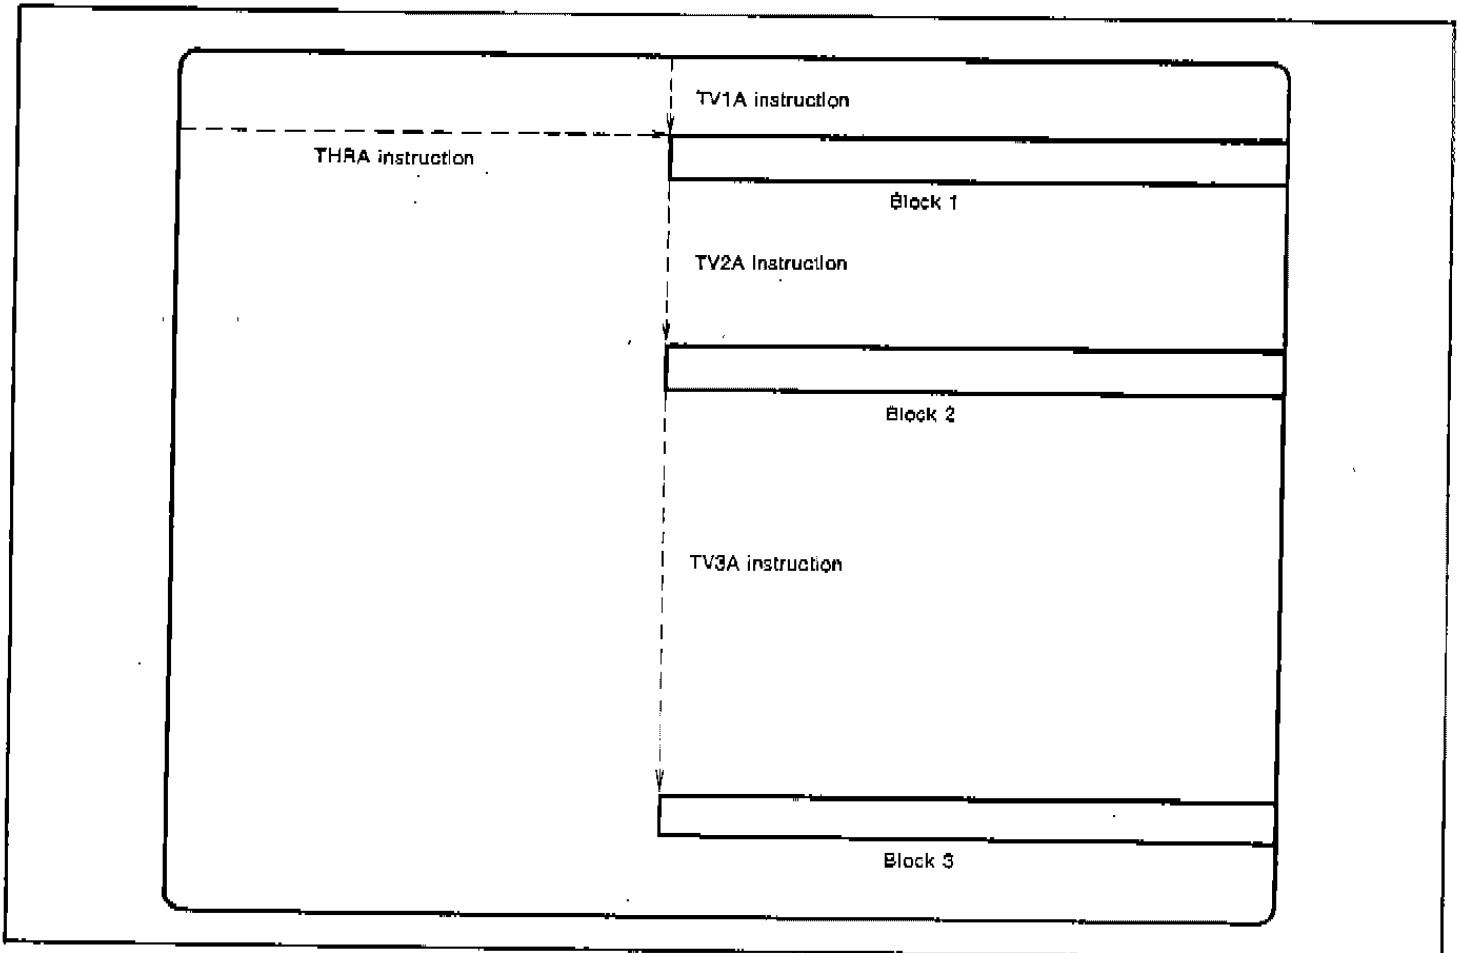 TV1A instruction
THRA instruction
Block 1
TV2A instruction
Block 2
TV3A instruction
Block 3